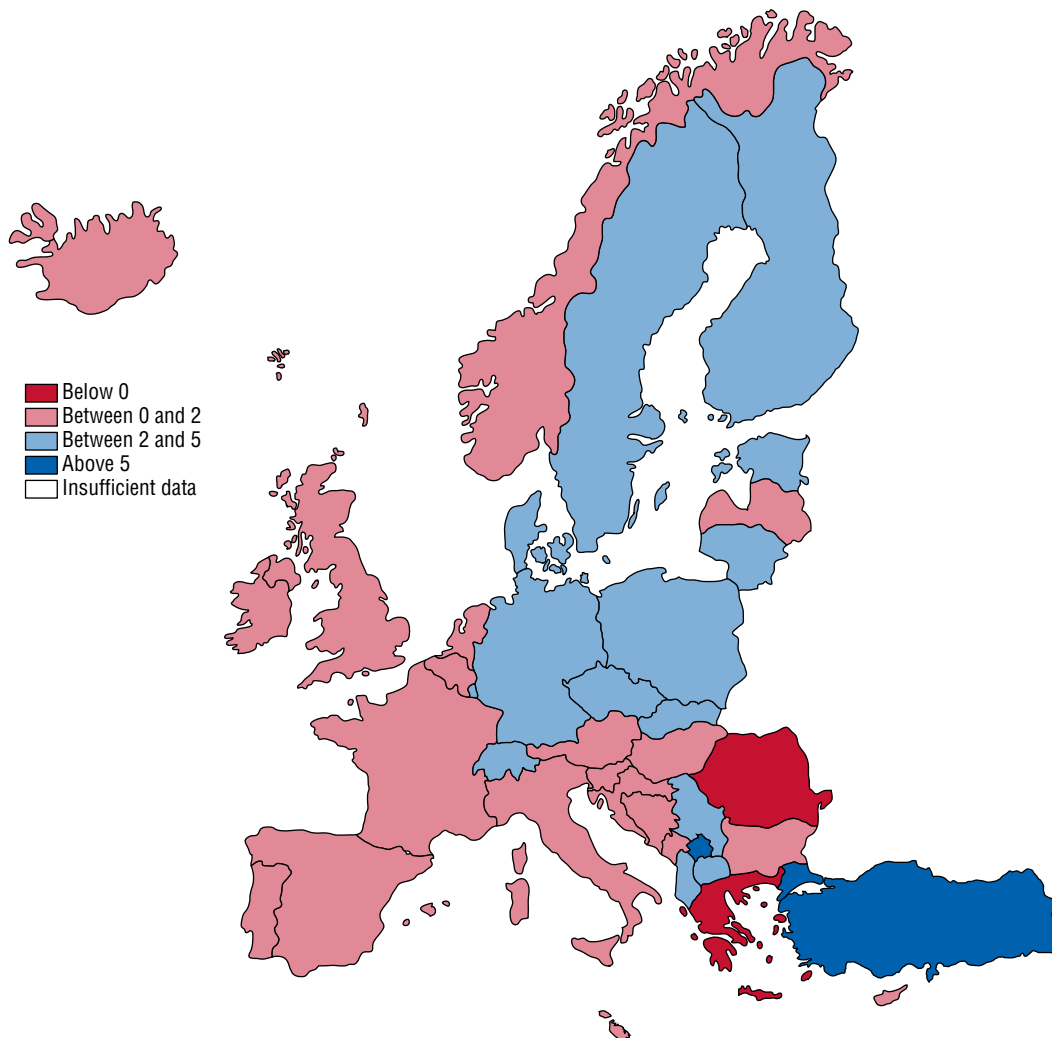 Below 0
Between 0 and 2
Between 2 and 5
Above 5
Insufficient data